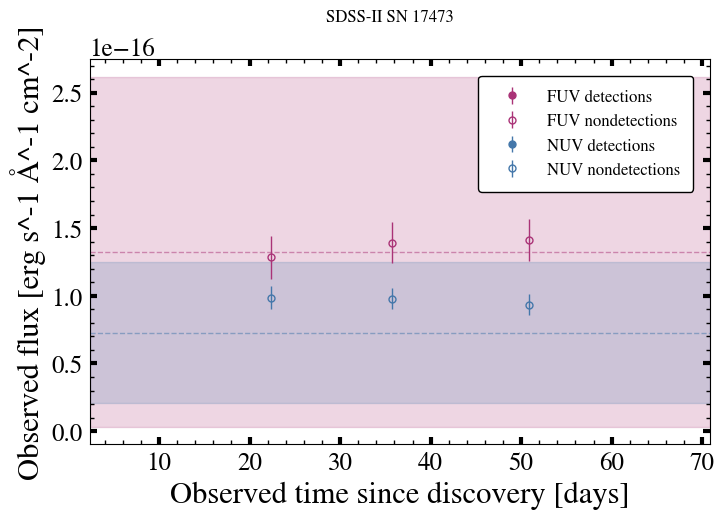 SDSS-II SN 17473
1e−16
Observed flux [erg s^-1 Å^-1 cm^-2]
2.5
2.0
1.5
1.0
0.5
0.0
FUV detections
FUV nondetections
NUV detections
NUV nondetections
10 20 30 40 50 60 70
Observed time since discovery [days]